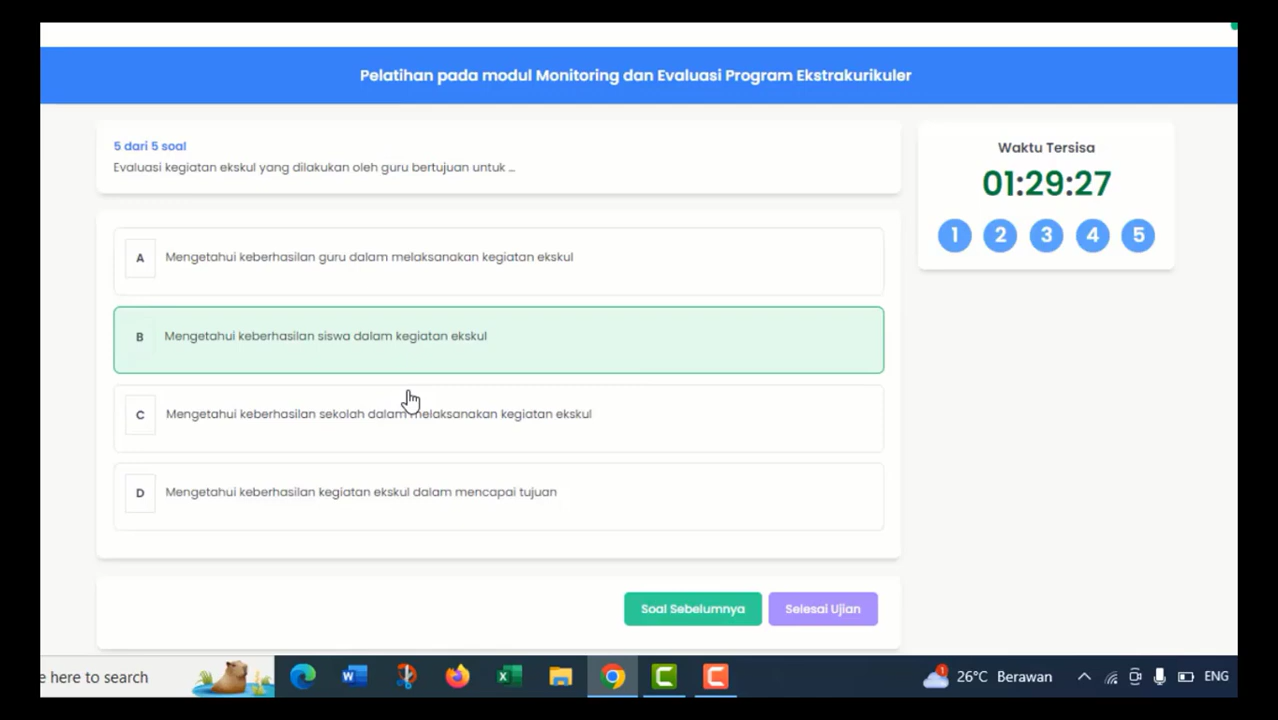 Pelatihan pada modul Monitoring dan Evaluasi Program Ekstrakurikuler
5 dari 5 soal
Evaluasi kegiatan ekskul yang dilakukan oleh guru bertujuan untuk ...
Waktu Tersisa
01:29:27
1 2 3 4 5
A Mengetahui keberhasilan guru dalam melaksanakan kegiatan ekskul
B Mengetahui keberhasilan siswa dalam kegiatan ekskul
C Mengetahui keberhasilan sekolah dalam melaksanakan kegiatan ekskul
D Mengetahui keberhasilan kegiatan ekskul dalam mencapai tujuan
Soal Sebelumnya Selesai Ujian
e here to search 26°C Berawan ENG